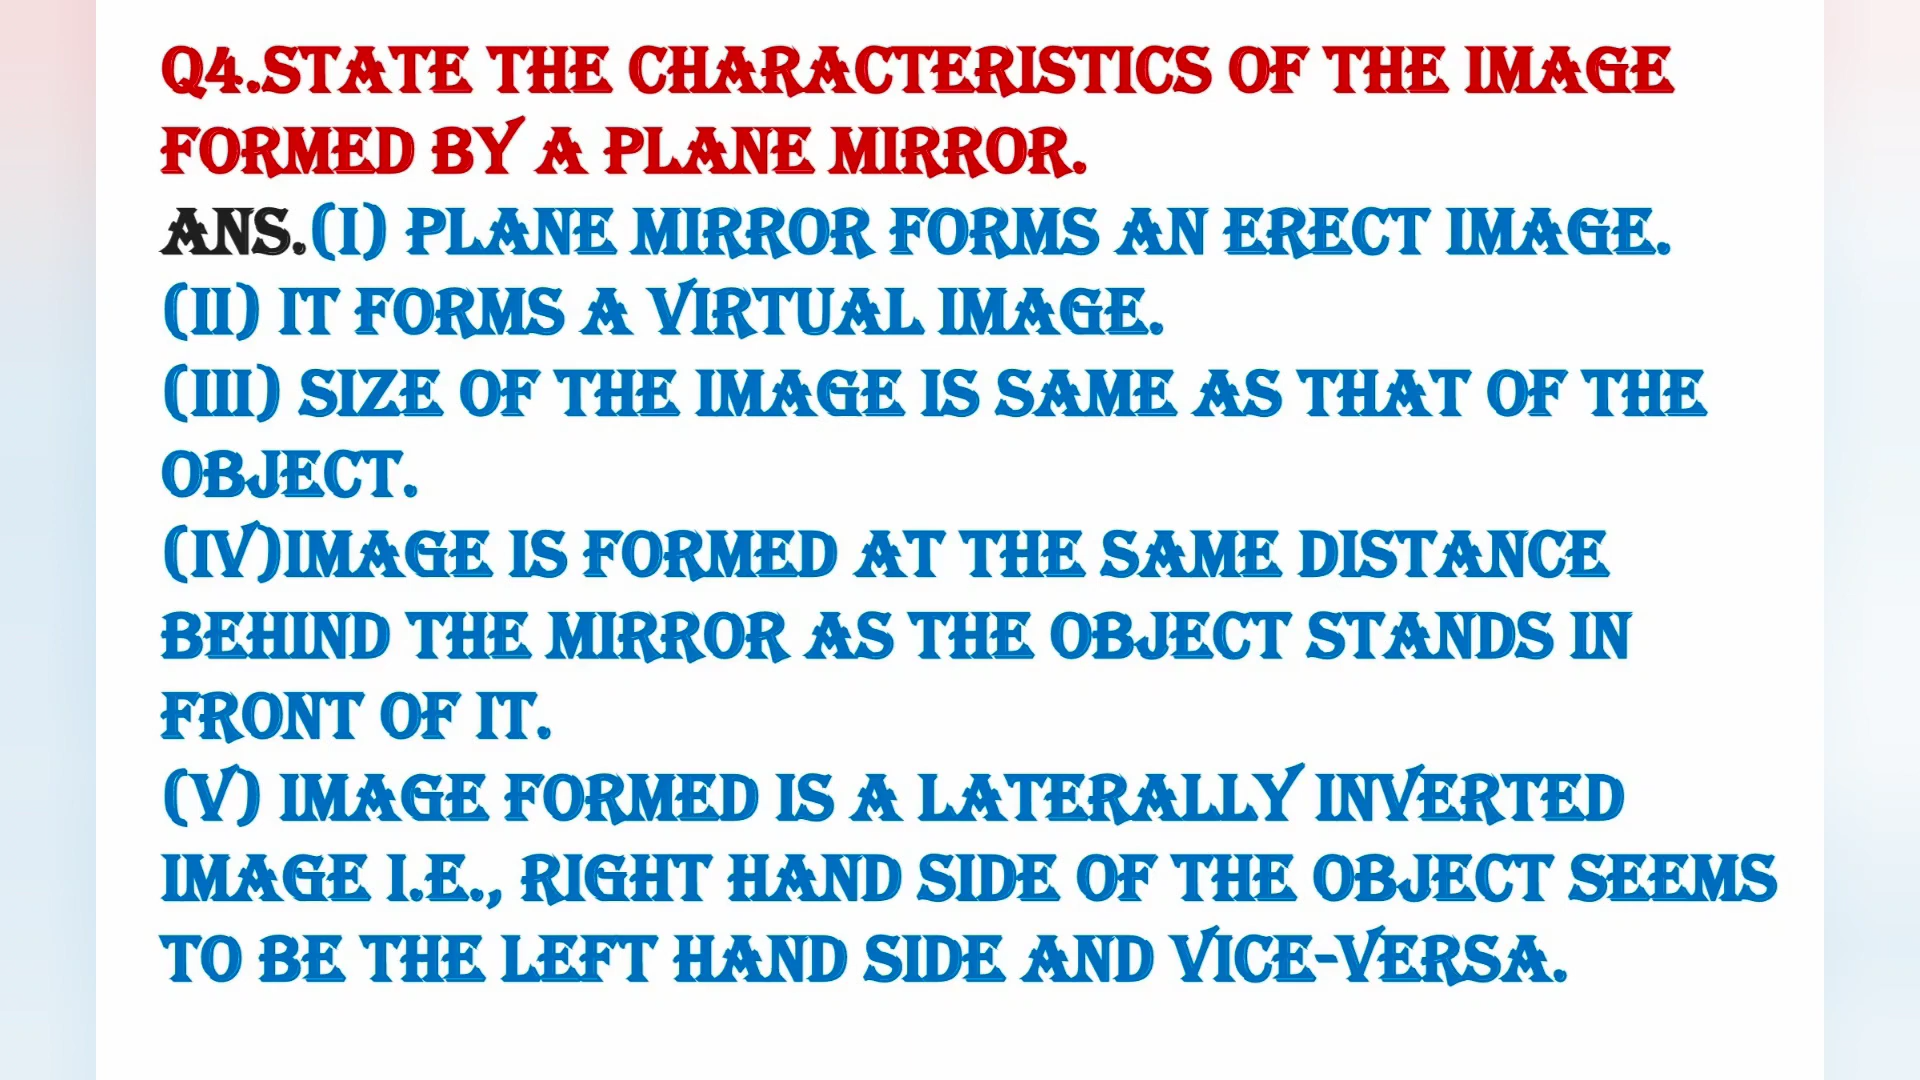 Q4.STATE THE CHARACTERISTICS OF THE IMAGE
FORMED BY A PLANE MIRROR.
ANS.(I) PLANE MIRROR FORMS AN ERECT IMAGE.
(II) IT FORMS A VIRTUAL IMAGE.
(III) SIZE OF THE IMAGE IS SAME AS THAT OF THE
OBJECT.
(IV)IMAGE IS FORMED AT THE SAME DISTANCE
BEHIND THE MIRROR AS THE OBJECT STANDS IN
FRONT OF IT.
(V) IMAGE FORMED IS A LATERALLY INVERTED
IMAGE I.E., RIGHT HAND SIDE OF THE OBJECT SEEMS
TO BE THE LEFT HAND SIDE AND VICE-VERSA.